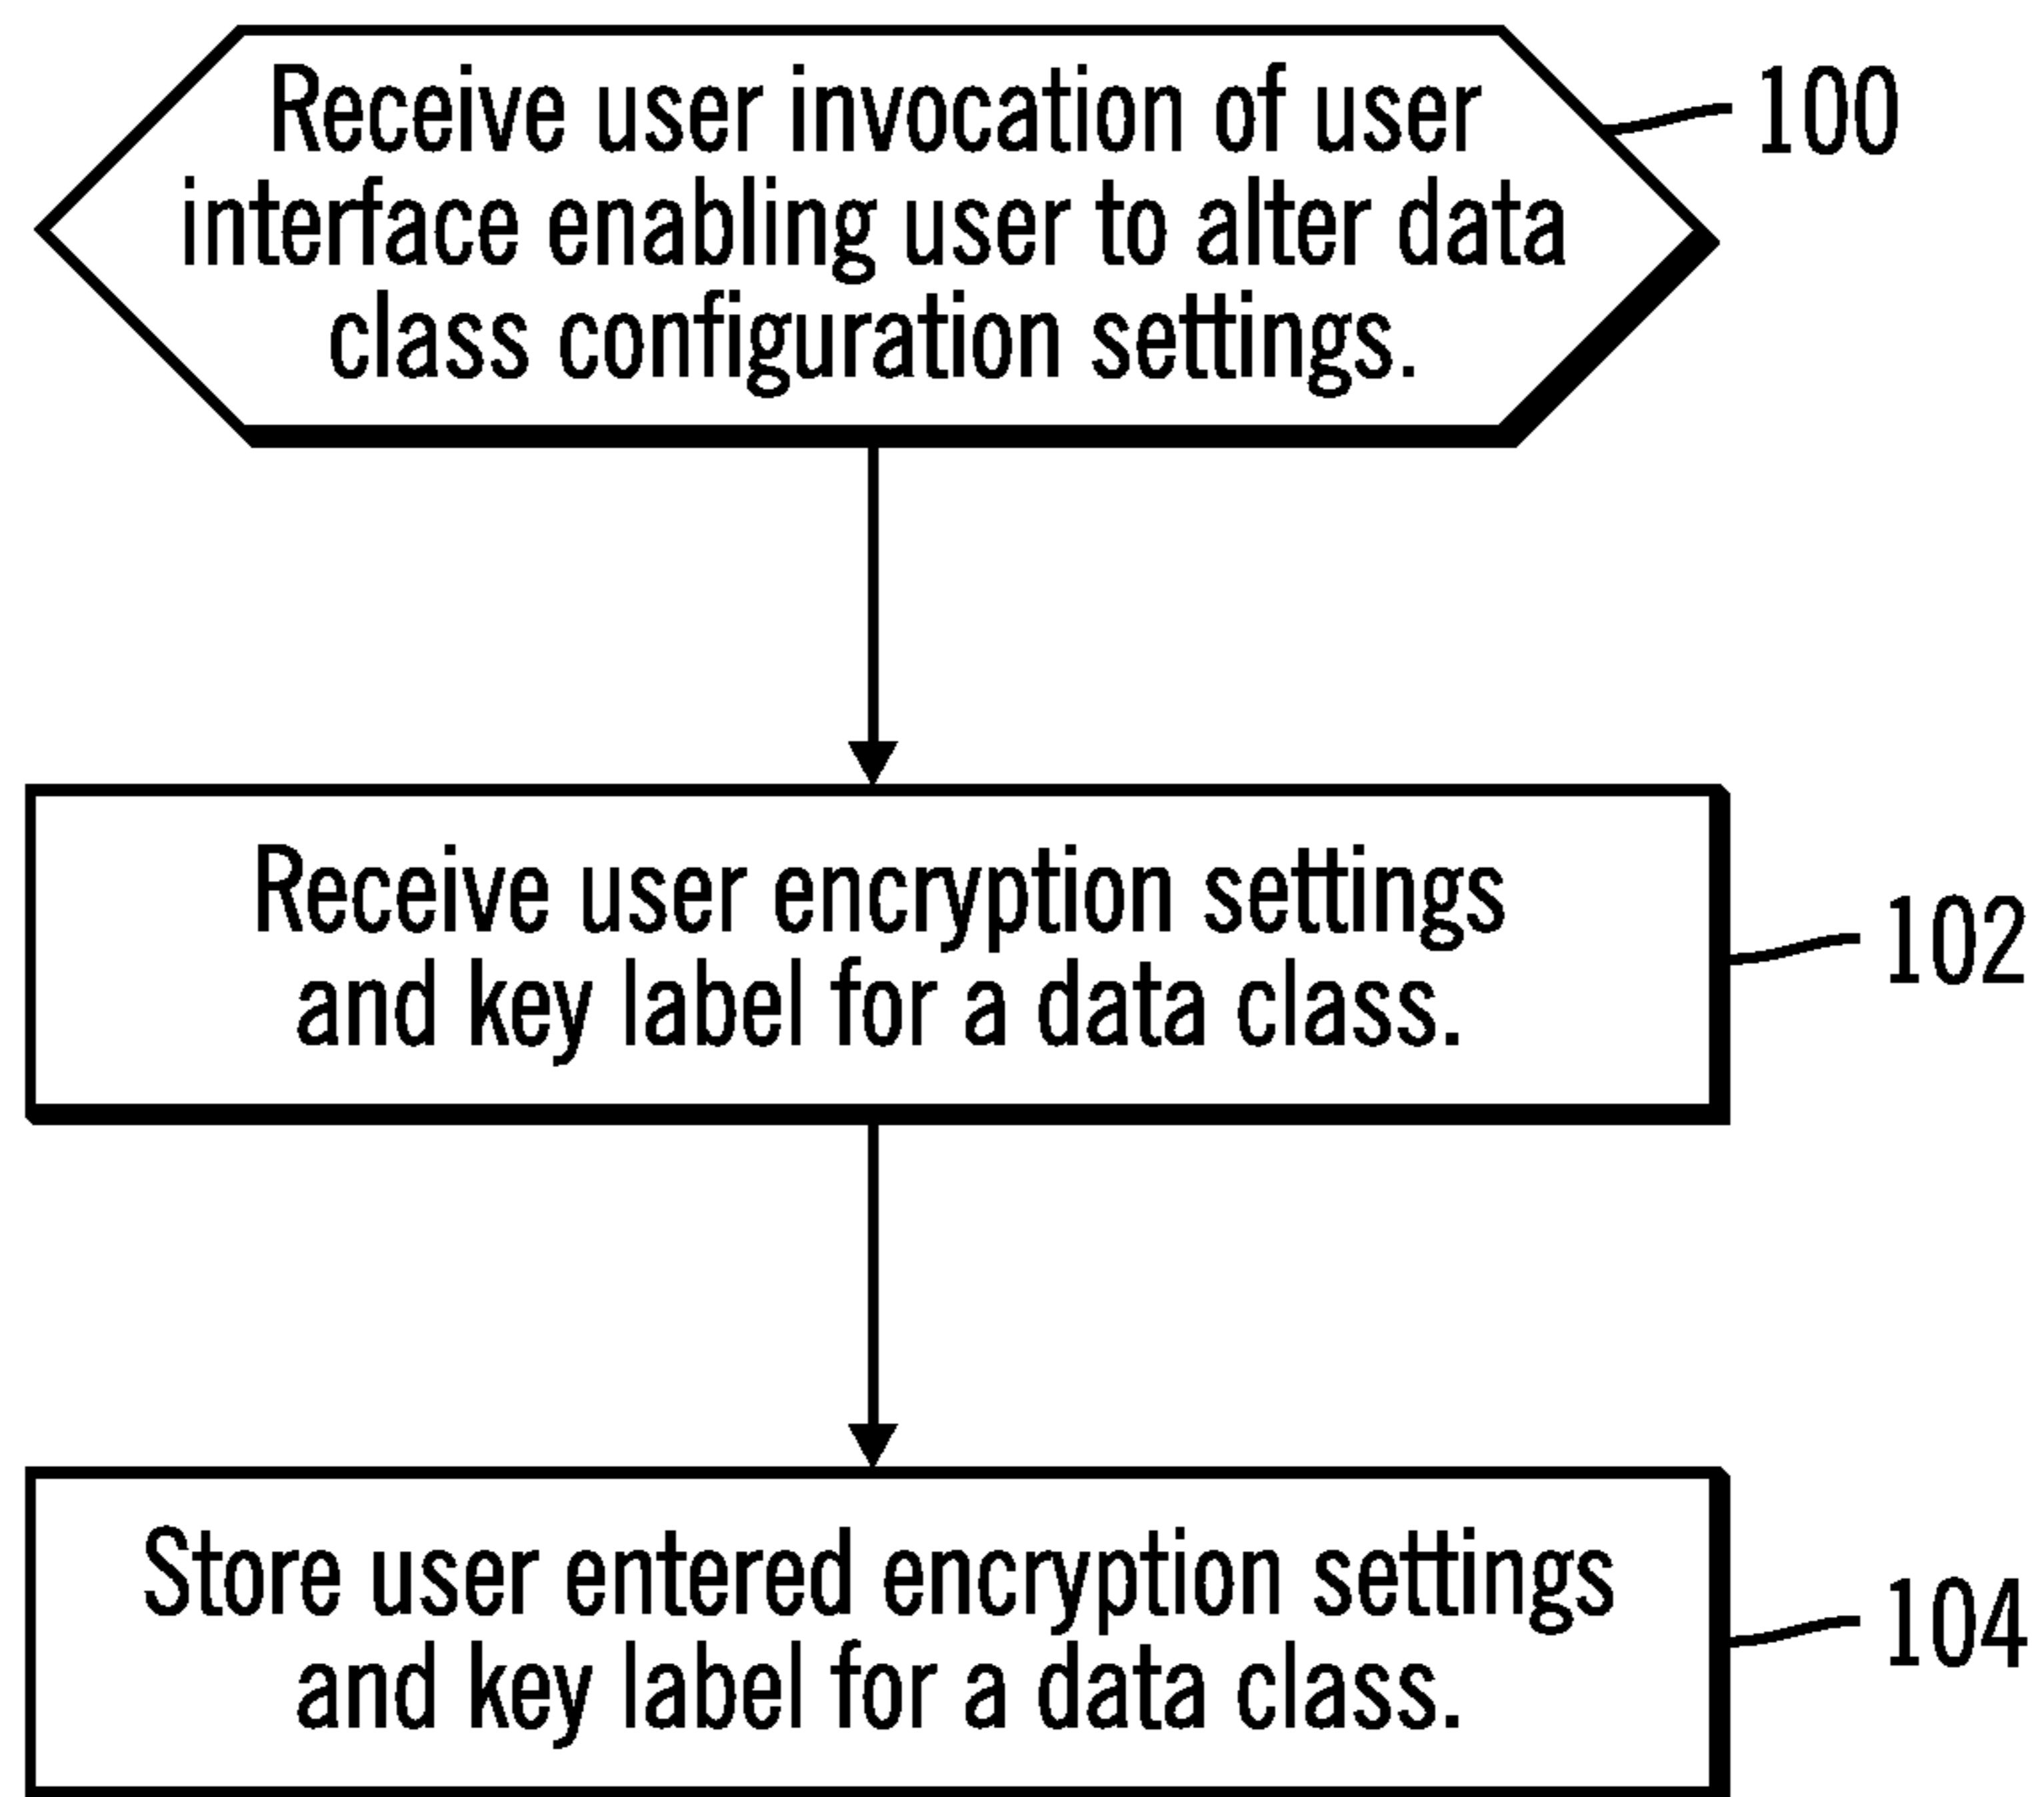 Receive user invocation of user
interface enabling user to alter data
class configuration settings.
100
Receive user encryption settings
and key label for a data class.
102
Store user entered encryption settings
and key label for a data class.
104